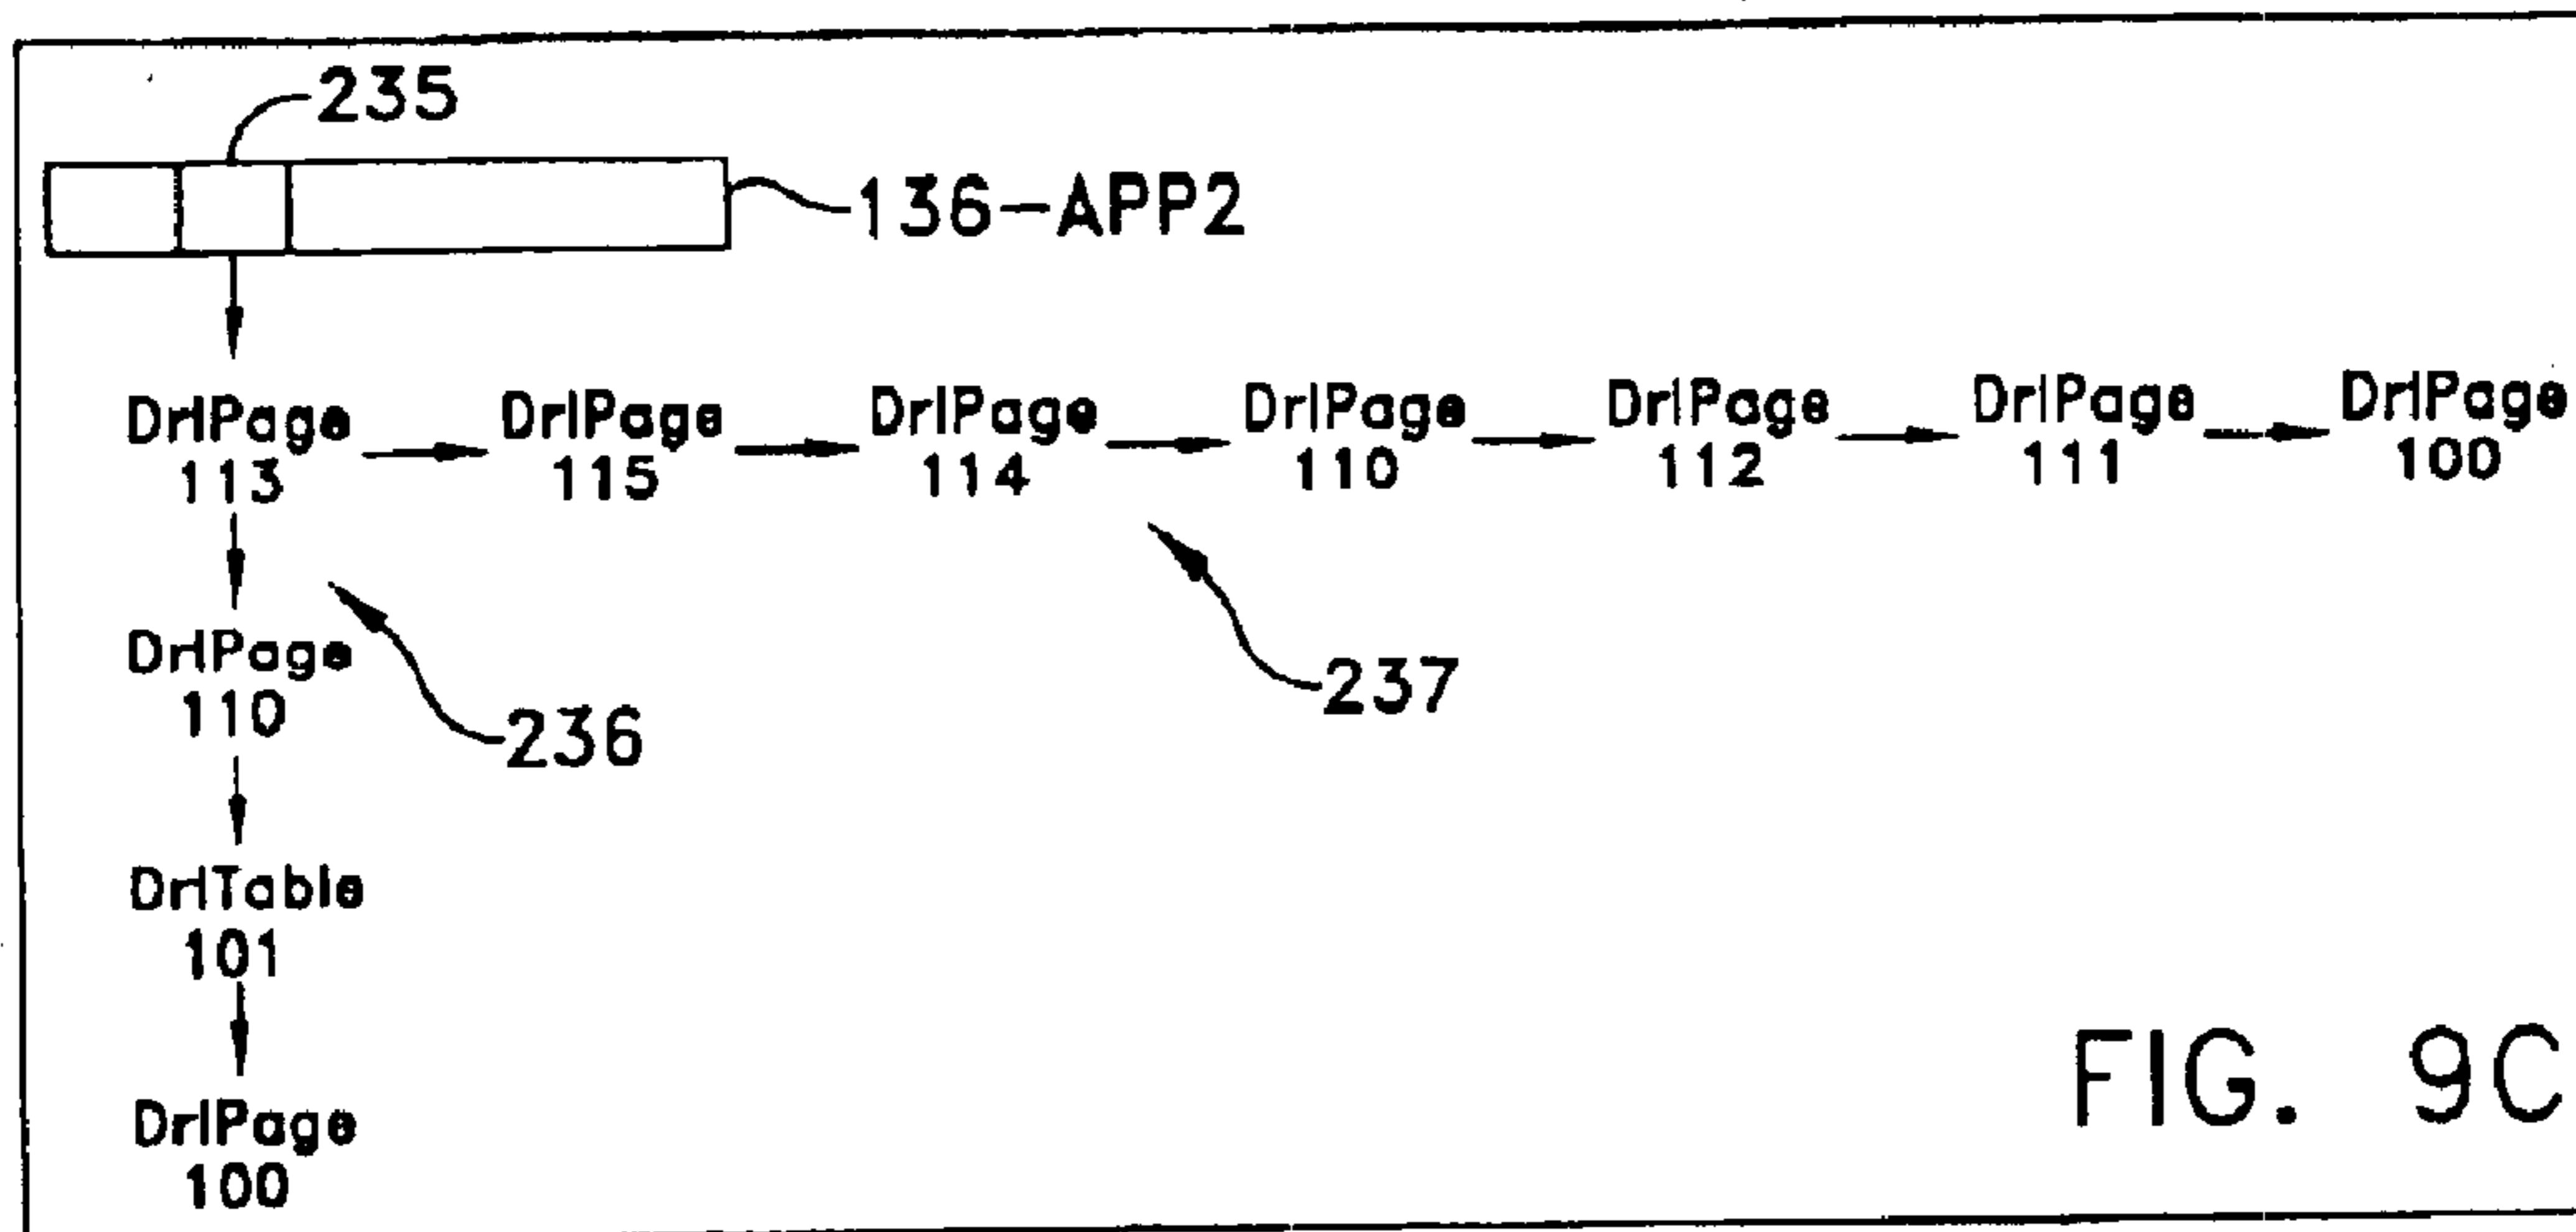 235
136-APP2
DrlPage DrlPage DrlPage DrlPage DrlPage DrlPage DrlPage
113 115 114 110 112 111 100
DrlPage
110
236
237
DrlTable
101
DrlPage
100
FIG. 9C